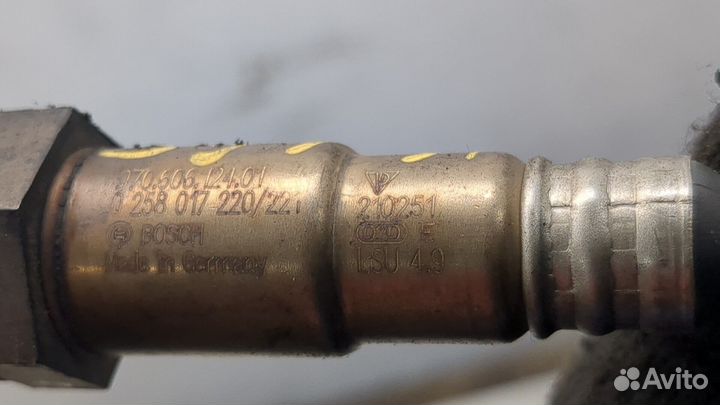 970.606.124.01
0 258 017 220/221
BOSCH
Made in Germany
210251
E
LSU 4.9
Avito